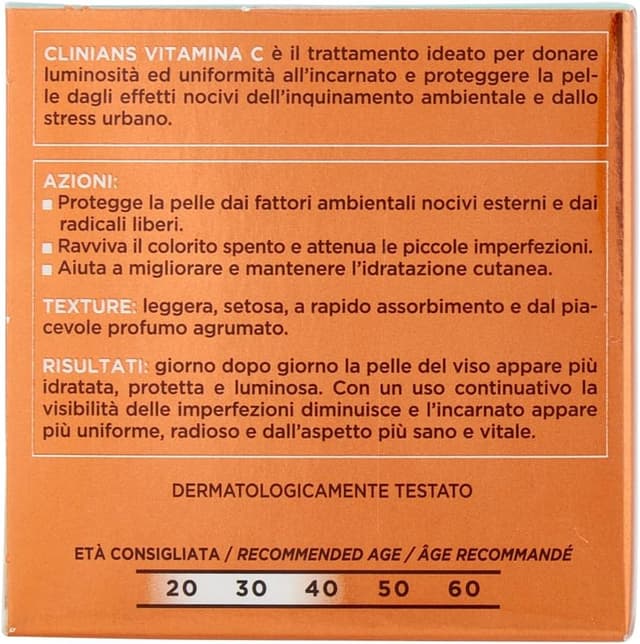 CLINIANS VITAMINA C è il trattamento ideato per donare
luminosità ed uniformità all'incarnato e proteggere la pel-
le dagli effetti nocivi dell'inquinamento ambientale e dallo
stress urbano.
AZIONI:
Protegge la pelle dai fattori ambientali nocivi esterni e dai
radicali liberi.
Ravviva il colorito spento e attenua le piccole imperfezioni.
Aiuta a migliorare e mantenere l'idratazione cutanea.
TEXTURE: leggera, setosa, a rapido assorbimento e dal pia-
cevole profumo agrumato.
RISULTATI: giorno dopo giorno la pelle del viso appare più
idratata, protetta e luminosa. Con un uso continuativo la
visibilità delle imperfezioni diminuisce e l'incarnato appare
più uniforme, radioso e dall'aspetto più sano e vitale.
DERMATOLOGICAMENTE TESTATO
ETÀ CONSIGLIATA / RECOMMENDED AGE / ÂGE RECOMMANDÉ
20 30 40 50 60